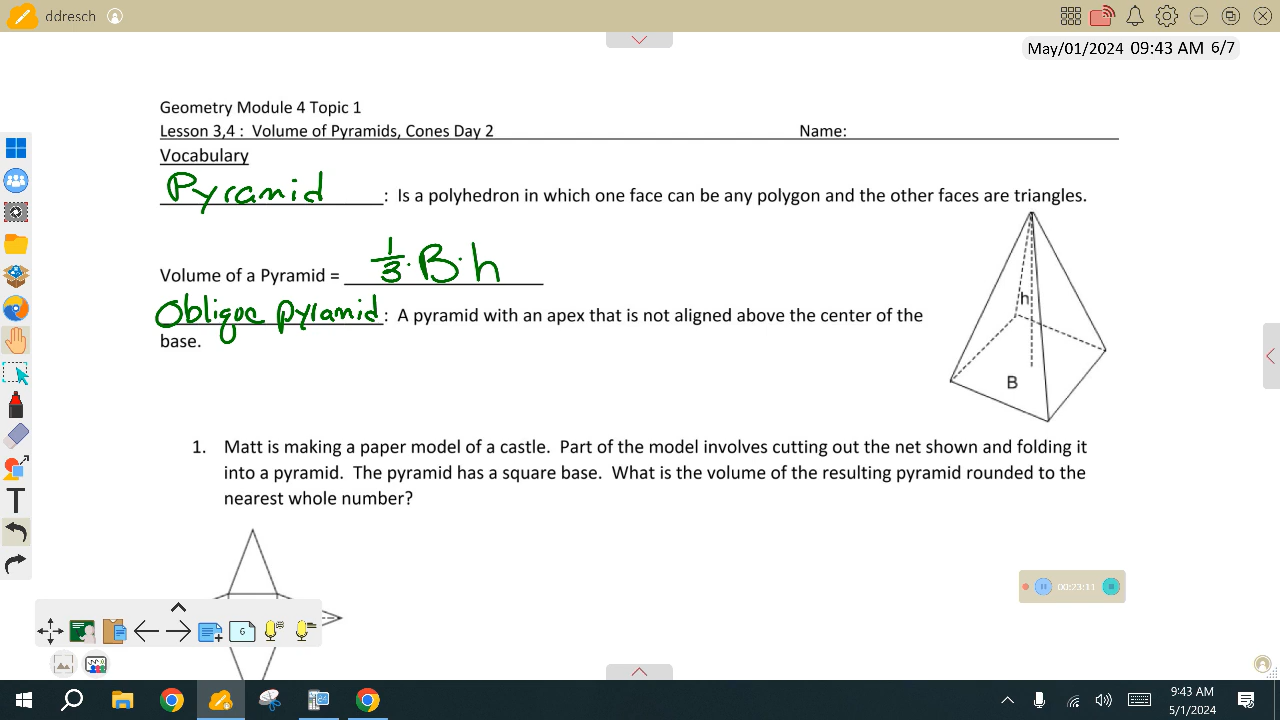 ddresch
May/01/2024 09:43 AM 6/7
Geometry Module 4 Topic 1
Lesson 3,4 : Volume of Pyramids, Cones Day 2 Name:
Vocabulary
Pyramid : Is a polyhedron in which one face can be any polygon and the other faces are triangles.
Volume of a Pyramid = 1/3 · B · h
h
Obliqoe pyramid : A pyramid with an apex that is not aligned above the center of the
base.
B
1. Matt is making a paper model of a castle. Part of the model involves cutting out the net shown and folding it
into a pyramid. The pyramid has a square base. What is the volume of the resulting pyramid rounded to the
nearest whole number?
00:23:11
6
T
9:43 AM
5/1/2024